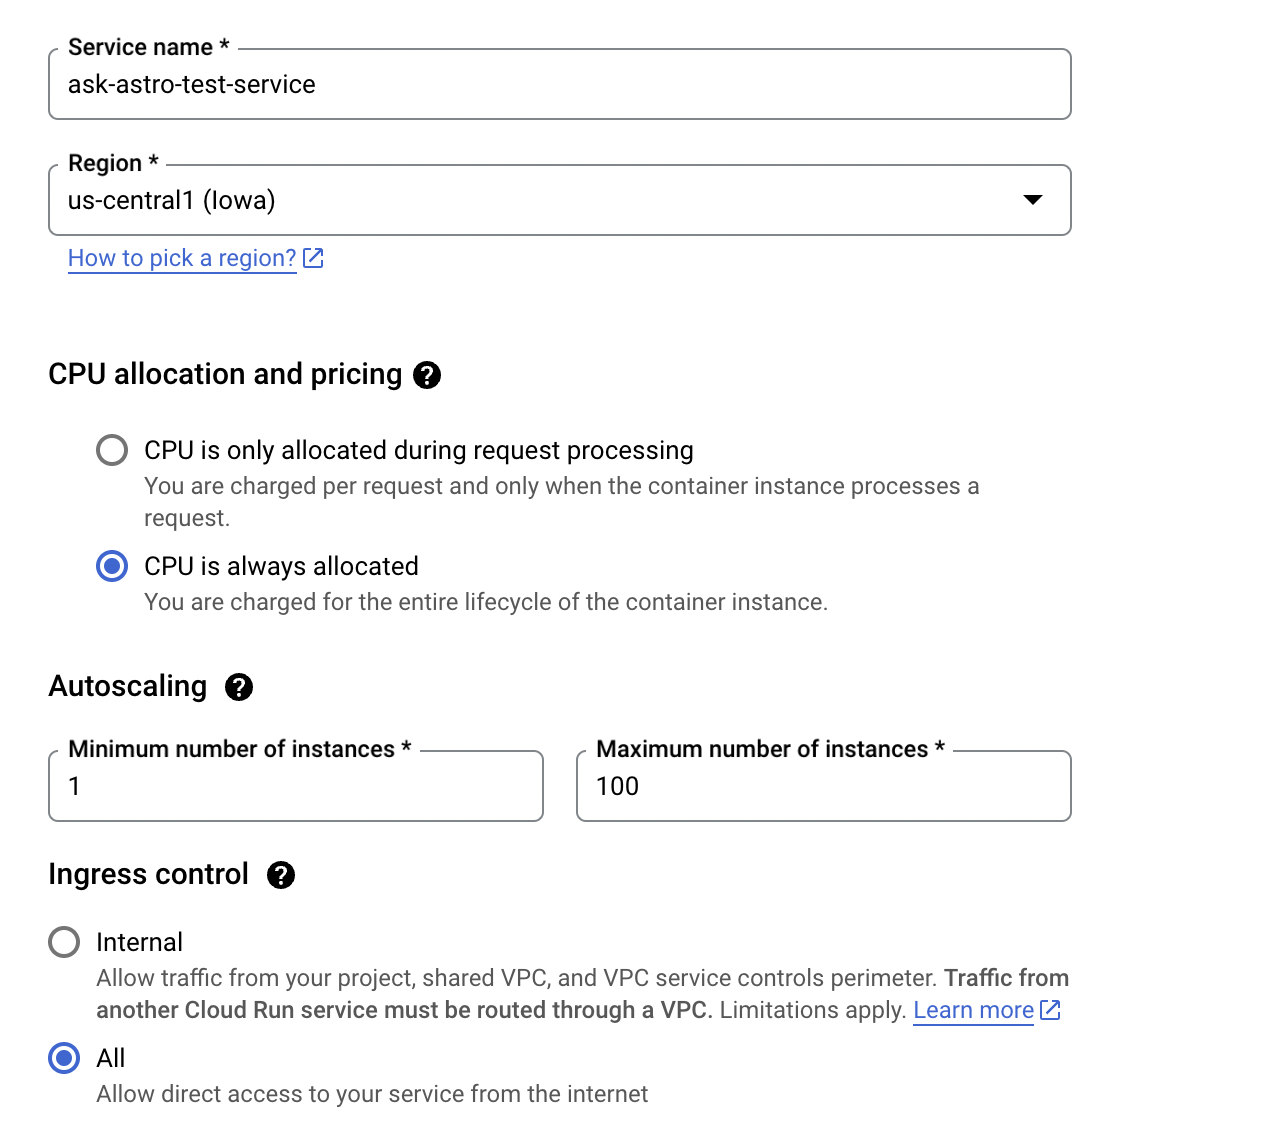 Service name *
ask-astro-test-service
Region *
us-central1 (Iowa)
How to pick a region?
CPU allocation and pricing
CPU is only allocated during request processing
You are charged per request and only when the container instance processes a
request.
CPU is always allocated
You are charged for the entire lifecycle of the container instance.
Autoscaling
Minimum number of instances *
1
Maximum number of instances *
100
Ingress control
Internal
Allow traffic from your project, shared VPC, and VPC service controls perimeter. Traffic from
another Cloud Run service must be routed through a VPC. Limitations apply. Learn more
All
Allow direct access to your service from the internet